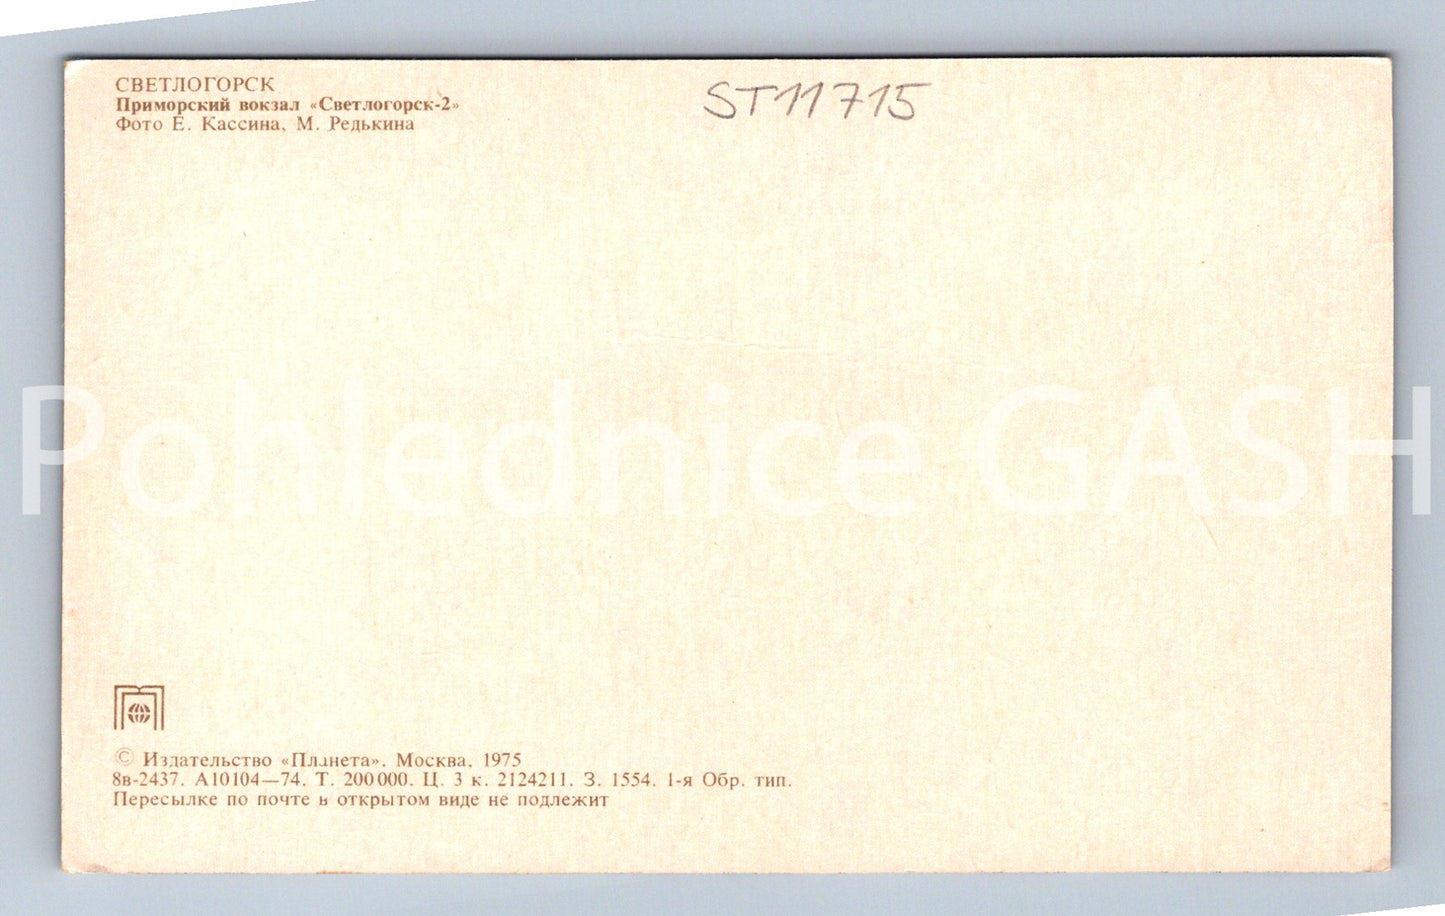 СВЕТЛОГОРСК
Приморский вокзал «Светлогорск-2»
Фото Е. Кассина, М. Редькина
ST11715
Pohlednice GASH
© Издательство «Планета». Москва, 1975
8в-2437. А10104—74. Т. 200 000. Ц. 3 к. 2124211. З. 1554. 1-я Обр. тип.
Пересылке по почте в открытом виде не подлежит